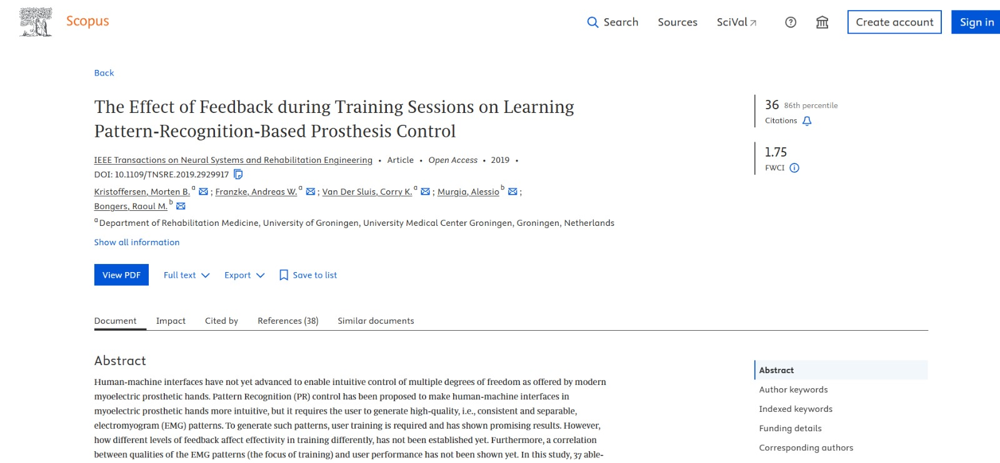 Scopus
Search Sources SciVal Create account Sign in
Back
The Effect of Feedback during Training Sessions on Learning
Pattern-Recognition-Based Prosthesis Control
IEEE Transactions on Neural Systems and Rehabilitation Engineering • Article • Open Access • 2019 •
DOI: 10.1109/TNSRE.2019.2929917
Kristoffersen, Morten B. a ; Franzke, Andreas W. a ; Van Der Sluis, Corry K. a ; Murgia, Alessio b ;
Bongers, Raoul M. b
a Department of Rehabilitation Medicine, University of Groningen, University Medical Center Groningen, Groningen, Netherlands
Show all information
36 86th percentile
Citations
1.75
FWCI
View PDF Full text Export Save to list
Document Impact Cited by References (38) Similar documents
Abstract
Human-machine interfaces have not yet advanced to enable intuitive control of multiple degrees of freedom as offered by modern
myoelectric prosthetic hands. Pattern Recognition (PR) control has been proposed to make human-machine interfaces in
myoelectric prosthetic hands more intuitive, but it requires the user to generate high-quality, i.e., consistent and separable,
electromyogram (EMG) patterns. To generate such patterns, user training is required and has shown promising results. However,
how different levels of feedback affect effectivity in training differently, has not been established yet. Furthermore, a correlation
between qualities of the EMG patterns (the focus of training) and user performance has not been shown yet. In this study, 37 able-
Abstract
Author keywords
Indexed keywords
Funding details
Corresponding authors